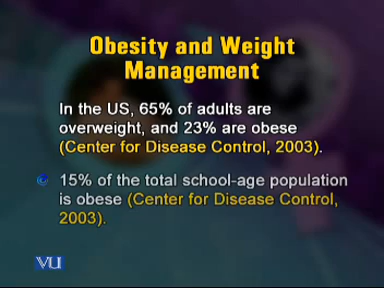 Obesity and Weight
Management
In the US, 65% of adults are
overweight, and 23% are obese
(Center for Disease Control, 2003).
15% of the total school-age population
is obese (Center for Disease Control,
2003).
VU